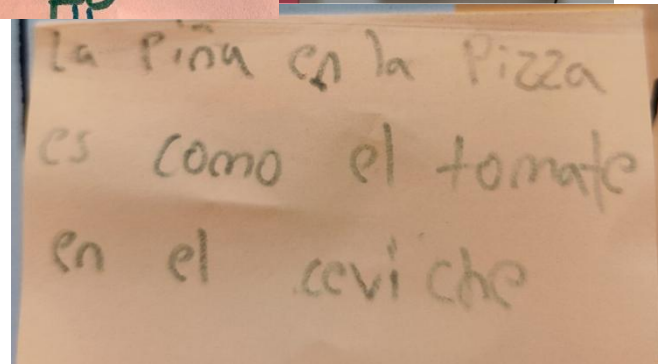 la Piña en la Pizza
es como el tomate
en el ceviche